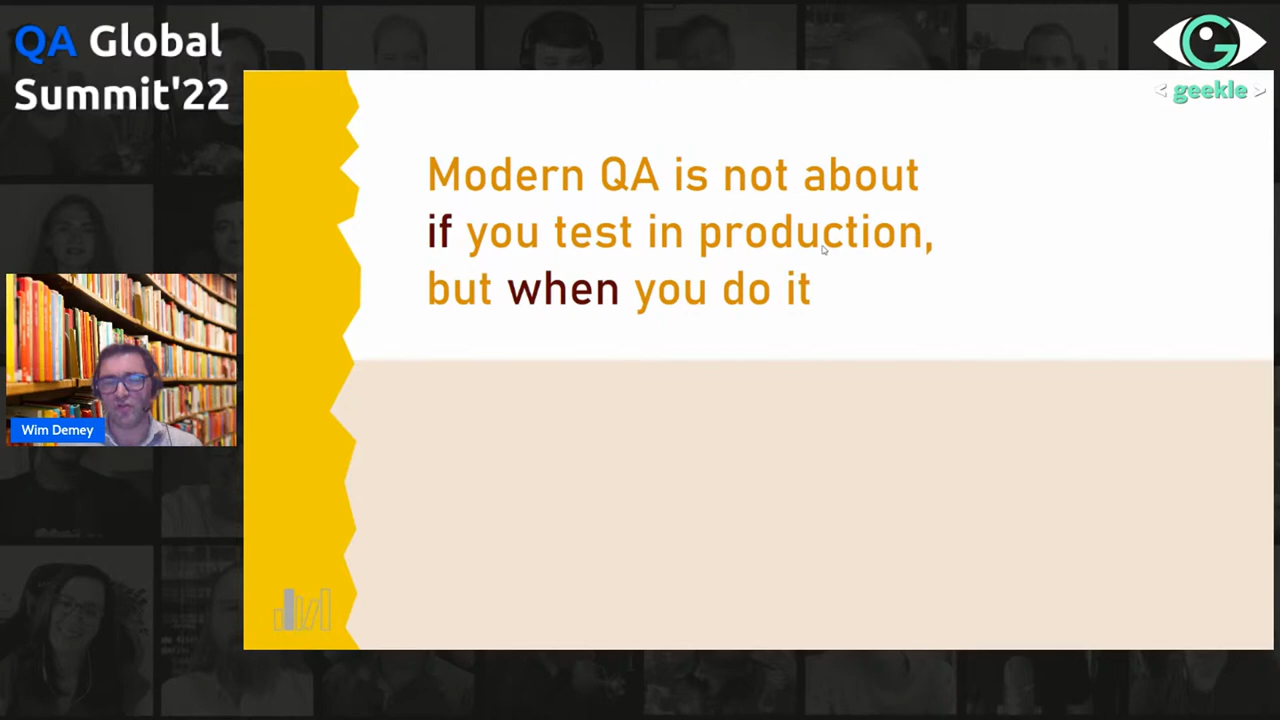 QA Global
Summit'22
< geekle >
Modern QA is not about
if you test in production,
but when you do it
Wim Demey